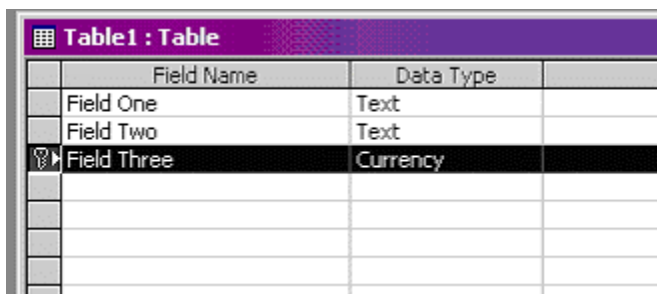 Table1 : Table
Field Name Data Type
Field One Text
Field Two Text
Field Three Currency